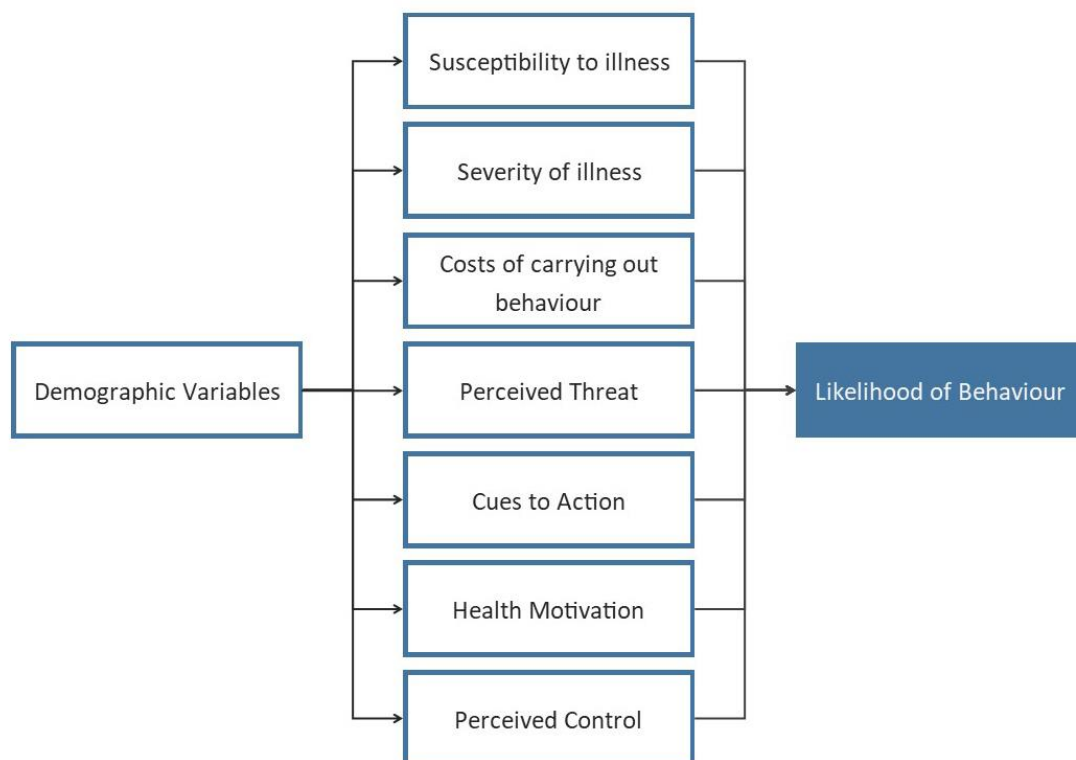 Susceptibility to illness
Severity of illness
Costs of carrying out
behaviour
Demographic Variables
Perceived Threat
Likelihood of Behaviour
Cues to Action
Health Motivation
Perceived Control